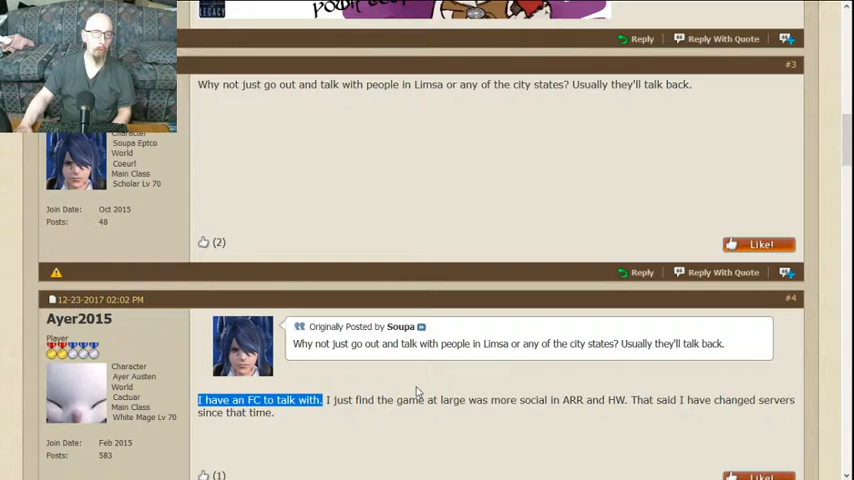 LEGACY
Reply
Reply With Quote
#3
Why not just go out and talk with people in Limsa or any of the city states? Usually they'll talk back.
Character
Soupa Eptco
World
Coeurl
Main Class
Scholar Lv 70
Join Date: Oct 2015
Posts: 48
(2)
Like!
Reply
Reply With Quote
12-23-2017 02:02 PM
#4
Ayer2015
Player
Character
Ayer Austen
World
Cactuar
Main Class
White Mage Lv 70
Join Date: Feb 2015
Posts: 583
Originally Posted by Soupa
Why not just go out and talk with people in Limsa or any of the city states? Usually they'll talk back.
I have an FC to talk with. I just find the game at large was more social in ARR and HW. That said I have changed servers
since that time.
(1)
Like!